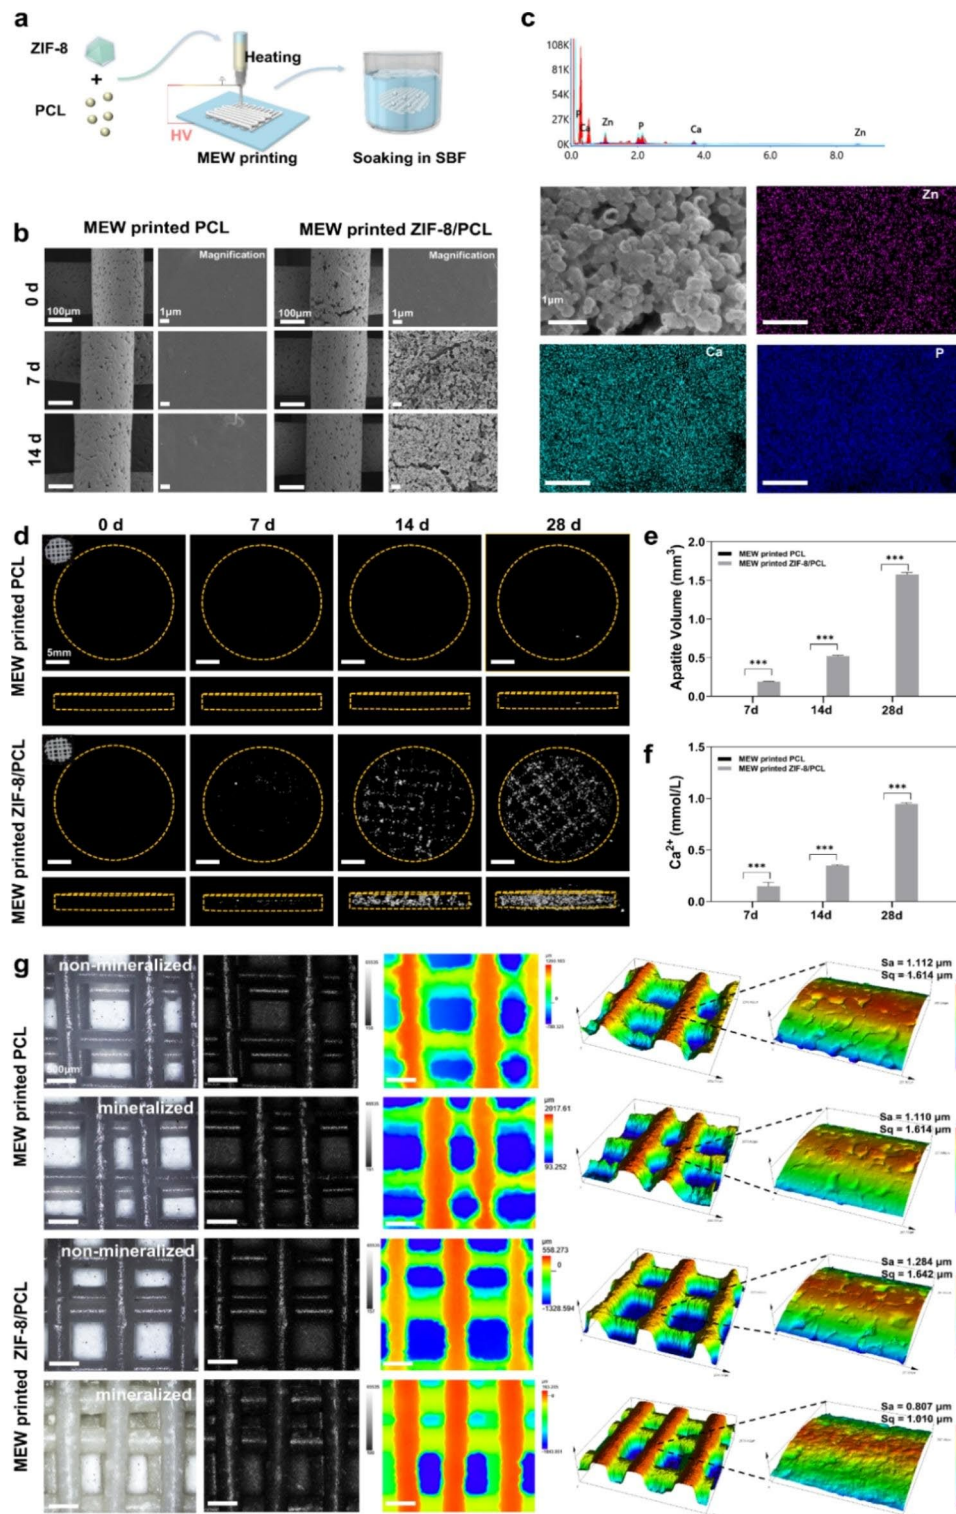 a
ZIF-8
+
PCL
Heating
HV
MEW printing
Soaking in SBF
b
MEW printed PCL
MEW printed ZIF-8/PCL
0 d
100μm
Magnification
1μm
100μm
Magnification
1μm
7 d
14 d
c
108K
81K
54K
27K
0K
P
Ca
Zn
P
Ca
Zn
0.0 2.0 4.0 6.0 8.0
1μm
Zn
Ca
P
d
0 d 7 d 14 d 28 d
MEW printed PCL
5mm
MEW printed ZIF-8/PCL
e
Apatite Volume (mm³)
2.0
1.5
1.0
0.5
0.0
MEW printed PCL
MEW printed ZIF-8/PCL
***
***
***
7d 14d 28d
f
Ca²⁺ (mmol/L)
1.5
1.0
0.5
0.0
MEW printed PCL
MEW printed ZIF-8/PCL
***
***
***
7d 14d 28d
g
MEW printed PCL
non-mineralized
μm
0
Sa = 1.112 μm
Sq = 1.614 μm
mineralized
μm
2017.61
93.252
Sa = 1.110 μm
Sq = 1.614 μm
MEW printed ZIF-8/PCL
non-mineralized
μm
558.273
0
-1328.594
Sa = 1.284 μm
Sq = 1.642 μm
mineralized
Sa = 0.807 μm
Sq = 1.010 μm